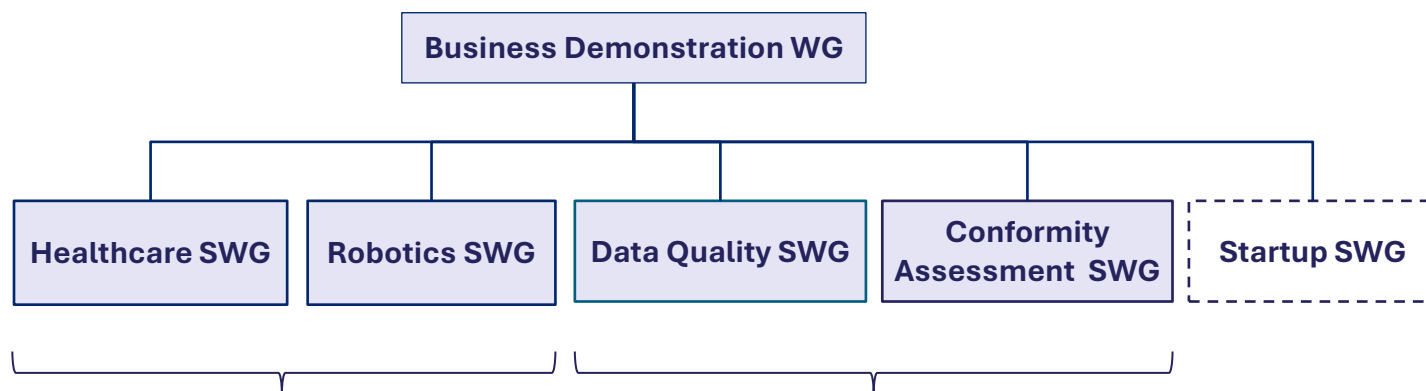 Business Demonstration WG
Healthcare SWG
Robotics SWG
Data Quality SWG
Conformity
Assessment SWG
Startup SWG